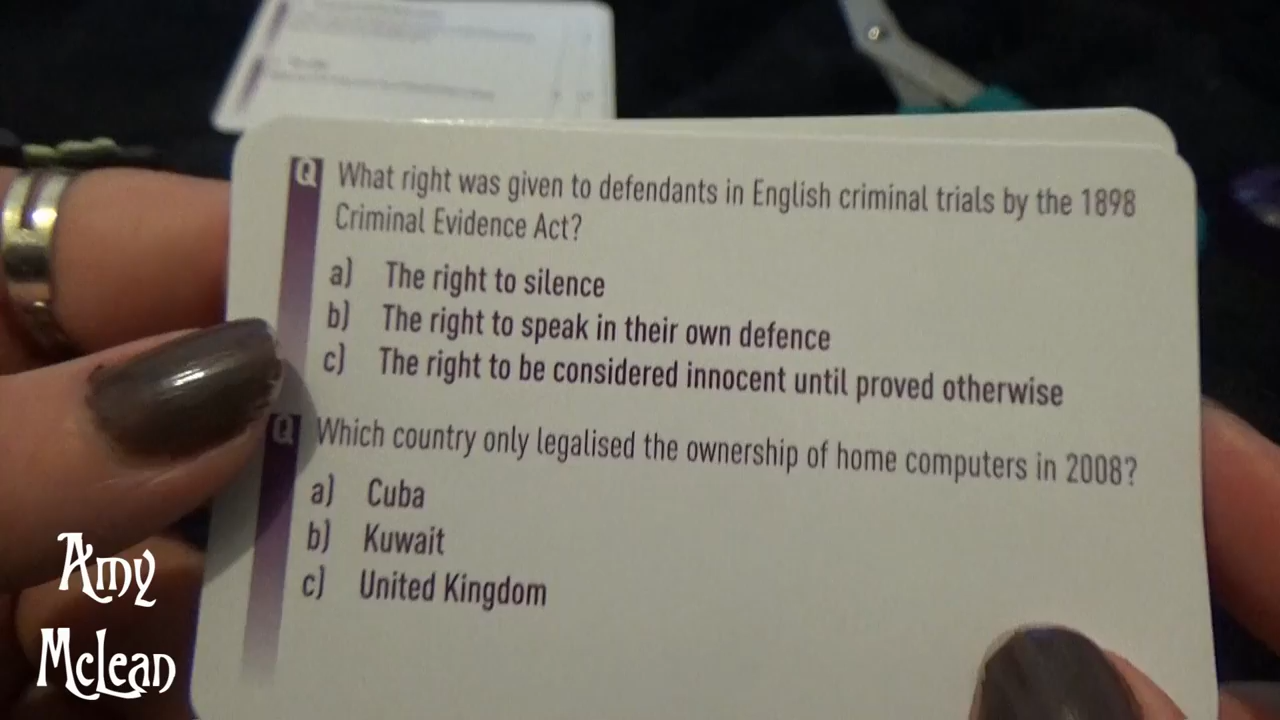 Q What right was given to defendants in English criminal trials by the 1898
Criminal Evidence Act?
a) The right to silence
b) The right to speak in their own defence
c) The right to be considered innocent until proved otherwise
Q Which country only legalised the ownership of home computers in 2008?
a) Cuba
b) Kuwait
c) United Kingdom
Amy
McLean